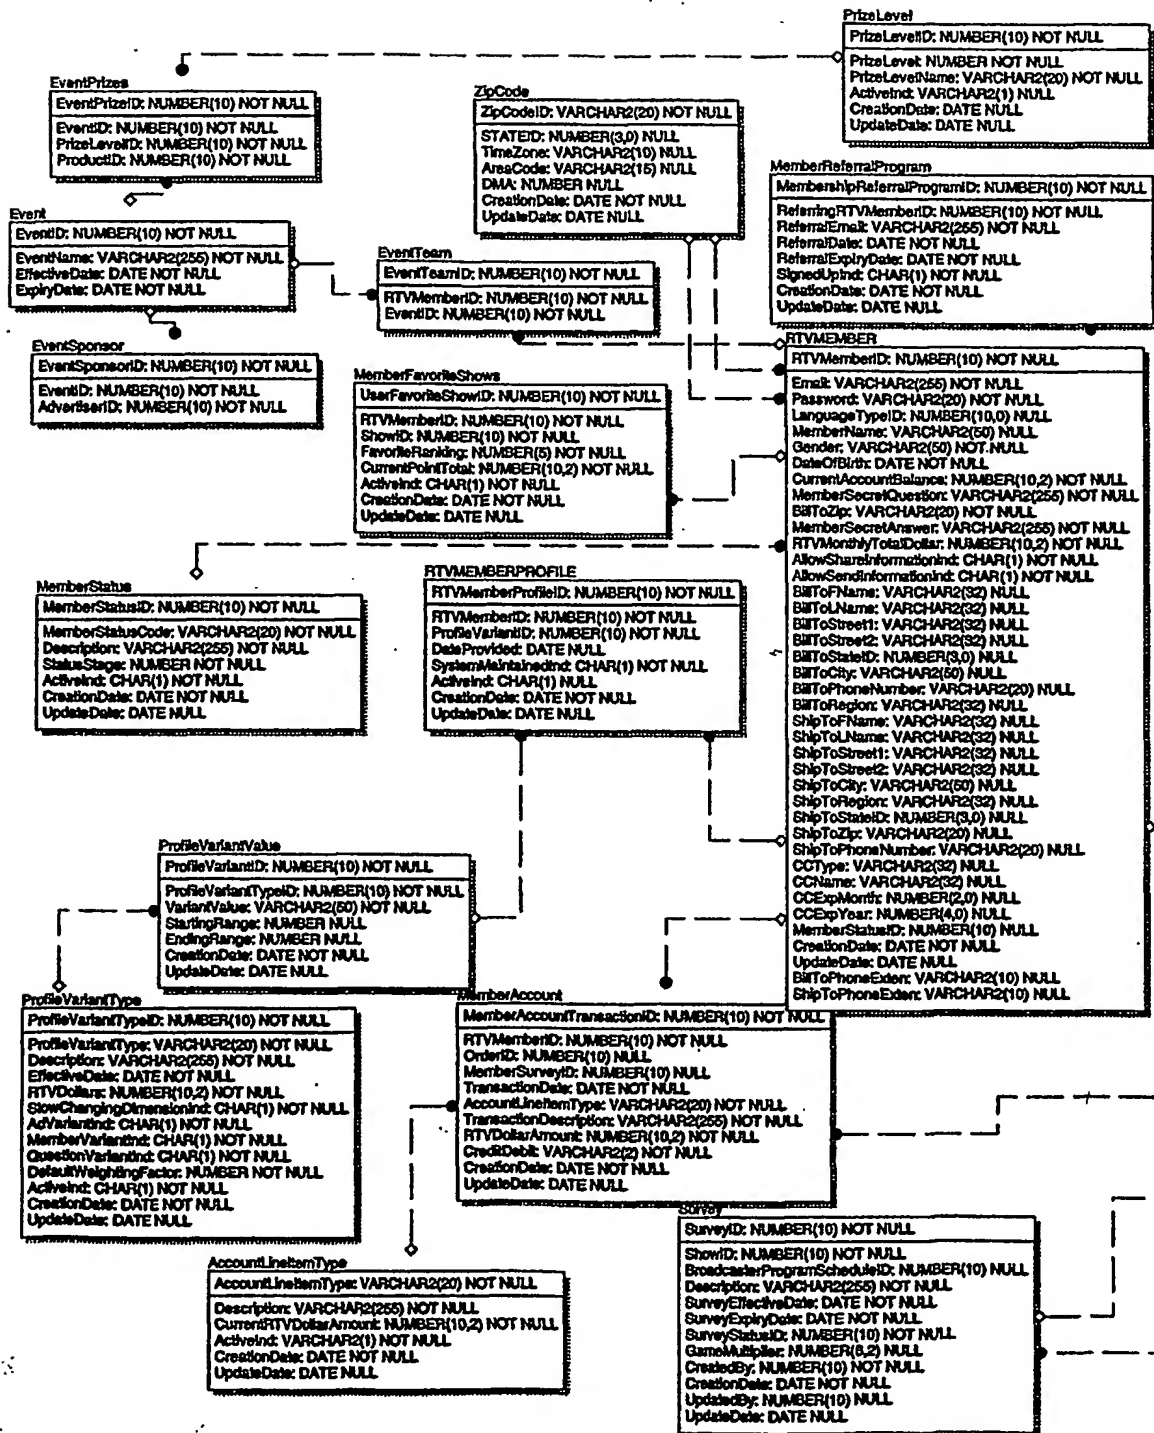 PrizeLevel
PrizeLevelID: NUMBER(10) NOT NULL
PrizeLevel: NUMBER NOT NULL
PrizeLevelName: VARCHAR2(20) NOT NULL
ActiveInd: VARCHAR2(1) NULL
CreationDate: DATE NOT NULL
UpdateDate: DATE NULL
EventPrizes
EventPrizeID: NUMBER(10) NOT NULL
EventID: NUMBER(10) NOT NULL
PrizeLevelID: NUMBER(10) NOT NULL
ProductID: NUMBER(10) NOT NULL
ZipCode
ZipCodeID: VARCHAR2(20) NOT NULL
STATEID: NUMBER(3,0) NULL
TimeZone: VARCHAR2(10) NULL
AreaCode: VARCHAR2(15) NULL
DMA: NUMBER NULL
CreationDate: DATE NOT NULL
UpdateDate: DATE NULL
MemberReferralProgram
MembershipReferralProgramID: NUMBER(10) NOT NULL
ReferringRTVMemberID: NUMBER(10) NOT NULL
ReferralEmail: VARCHAR2(255) NOT NULL
ReferralDate: DATE NOT NULL
ReferralExpiryDate: DATE NOT NULL
SignedUpInd: CHAR(1) NOT NULL
CreationDate: DATE NOT NULL
UpdateDate: DATE NULL
Event
EventID: NUMBER(10) NOT NULL
EventName: VARCHAR2(255) NOT NULL
EffectiveDate: DATE NOT NULL
ExpiryDate: DATE NOT NULL
EventTeam
EventTeamID: NUMBER(10) NOT NULL
RTVMemberID: NUMBER(10) NOT NULL
EventID: NUMBER(10) NOT NULL
EventSponsor
EventSponsorID: NUMBER(10) NOT NULL
EventID: NUMBER(10) NOT NULL
AdvertiserID: NUMBER(10) NOT NULL
MemberFavoriteShows
UserFavoriteShowID: NUMBER(10) NOT NULL
RTVMemberID: NUMBER(10) NOT NULL
ShowID: NUMBER(10) NOT NULL
FavoriteRanking: NUMBER(5) NOT NULL
CurrentPointTotal: NUMBER(10,2) NOT NULL
ActiveInd: CHAR(1) NOT NULL
CreationDate: DATE NOT NULL
UpdateDate: DATE NULL
RTVMEMBER
RTVMemberID: NUMBER(10) NOT NULL
Email: VARCHAR2(255) NOT NULL
Password: VARCHAR2(20) NOT NULL
LanguageTypeID: NUMBER(10,0) NULL
MemberName: VARCHAR2(50) NULL
Gender: VARCHAR2(50) NOT NULL
DateOfBirth: DATE NOT NULL
CurrentAccountBalance: NUMBER(10,2) NOT NULL
MemberSecretQuestion: VARCHAR2(255) NOT NULL
BillToZip: VARCHAR2(20) NOT NULL
MemberSecretAnswer: VARCHAR2(255) NOT NULL
RTVMonthlyTotalDollar: NUMBER(10,2) NOT NULL
AllowShareInformationInd: CHAR(1) NOT NULL
AllowSendInformationInd: CHAR(1) NOT NULL
BillToFName: VARCHAR2(32) NULL
BillToLName: VARCHAR2(32) NULL
BillToStreet1: VARCHAR2(32) NULL
BillToStreet2: VARCHAR2(32) NULL
BillToStateID: NUMBER(3,0) NULL
BillToCity: VARCHAR2(50) NULL
BillToPhoneNumber: VARCHAR2(20) NULL
BillToRegion: VARCHAR2(32) NULL
ShipToFName: VARCHAR2(32) NULL
ShipToLName: VARCHAR2(32) NULL
ShipToStreet1: VARCHAR2(32) NULL
ShipToStreet2: VARCHAR2(32) NULL
ShipToCity: VARCHAR2(50) NULL
ShipToRegion: VARCHAR2(32) NULL
ShipToStateID: NUMBER(3,0) NULL
ShipToZip: VARCHAR2(20) NULL
ShipToPhoneNumber: VARCHAR2(20) NULL
CCType: VARCHAR2(32) NULL
CCName: VARCHAR2(32) NULL
CCExpMonth: NUMBER(2,0) NULL
CCExpYear: NUMBER(4,0) NULL
MemberStatusID: NUMBER(10) NULL
CreationDate: DATE NOT NULL
UpdateDate: DATE NULL
BillToPhoneExten: VARCHAR2(10) NULL
ShipToPhoneExten: VARCHAR2(10) NULL
MemberStatus
MemberStatusID: NUMBER(10) NOT NULL
MemberStatusCode: VARCHAR2(20) NOT NULL
Description: VARCHAR2(255) NOT NULL
StatusStage: NUMBER NOT NULL
ActiveInd: CHAR(1) NOT NULL
CreationDate: DATE NOT NULL
UpdateDate: DATE NULL
RTVMEMBERPROFILE
RTVMemberProfileID: NUMBER(10) NOT NULL
RTVMemberID: NUMBER(10) NOT NULL
ProfileVariantID: NUMBER(10) NOT NULL
DateProvided: DATE NULL
SystemMaintainedInd: CHAR(1) NOT NULL
ActiveInd: CHAR(1) NULL
CreationDate: DATE NOT NULL
UpdateDate: DATE NULL
ProfileVariantValue
ProfileVariantID: NUMBER(10) NOT NULL
ProfileVariantTypeID: NUMBER(10) NOT NULL
VariantValue: VARCHAR2(50) NOT NULL
StartingRange: NUMBER NULL
EndingRange: NUMBER NULL
CreationDate: DATE NOT NULL
UpdateDate: DATE NULL
ProfileVariantType
ProfileVariantTypeID: NUMBER(10) NOT NULL
ProfileVariantType: VARCHAR2(20) NOT NULL
Description: VARCHAR2(255) NOT NULL
EffectiveDate: DATE NOT NULL
RTVDollars: NUMBER(10,2) NOT NULL
SlowChangingDimensionInd: CHAR(1) NOT NULL
AdVariantInd: CHAR(1) NOT NULL
MemberVariantInd: CHAR(1) NOT NULL
QuestionVariantInd: CHAR(1) NOT NULL
DefaultWeightingFactor: NUMBER NOT NULL
ActiveInd: CHAR(1) NOT NULL
CreationDate: DATE NOT NULL
UpdateDate: DATE NULL
MemberAccount
MemberAccountTransactionID: NUMBER(10) NOT NULL
RTVMemberID: NUMBER(10) NOT NULL
OrderID: NUMBER(10) NULL
MemberSurveyID: NUMBER(10) NULL
TransactionDate: DATE NOT NULL
AccountLineItemType: VARCHAR2(20) NOT NULL
TransactionDescription: VARCHAR2(255) NOT NULL
RTVDollarAmount: NUMBER(10,2) NOT NULL
CreditDebit: VARCHAR2(2) NOT NULL
CreationDate: DATE NOT NULL
UpdateDate: DATE NULL
AccountLineItemType
AccountLineItemType: VARCHAR2(20) NOT NULL
Description: VARCHAR2(255) NOT NULL
CurrentRTVDollarAmount: NUMBER(10,2) NOT NULL
ActiveInd: VARCHAR2(1) NOT NULL
CreationDate: DATE NOT NULL
UpdateDate: DATE NULL
Survey
SurveyID: NUMBER(10) NOT NULL
ShowID: NUMBER(10) NOT NULL
BroadcasterProgramScheduleID: NUMBER(10) NULL
Description: VARCHAR2(255) NOT NULL
SurveyEffectiveDate: DATE NOT NULL
SurveyExpiryDate: DATE NOT NULL
SurveyStatusID: NUMBER(10) NOT NULL
GameMultiplier: NUMBER(6,2) NULL
CreatedBy: NUMBER(10) NOT NULL
CreationDate: DATE NOT NULL
UpdatedBy: NUMBER(10) NULL
UpdateDate: DATE NULL